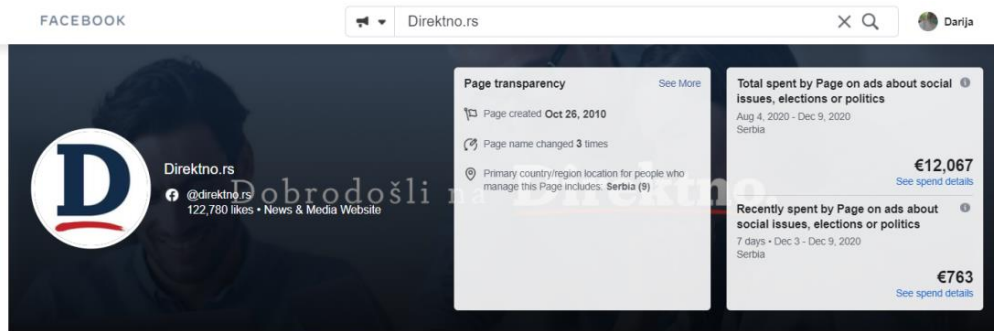 FACEBOOK
Direktno.rs
Darija
D
Direktno.rs
@direktno.rs
122,780 likes • News & Media Website
Dobrodošli na Direktno.
Page transparency
See More
Page created Oct 26, 2010
Page name changed 3 times
Primary country/region location for people who
manage this Page includes: Serbia (9)
Total spent by Page on ads about social
issues, elections or politics
Aug 4, 2020 - Dec 9, 2020
Serbia
€12,067
See spend details
Recently spent by Page on ads about
social issues, elections or politics
7 days • Dec 3 - Dec 9, 2020
Serbia
€763
See spend details